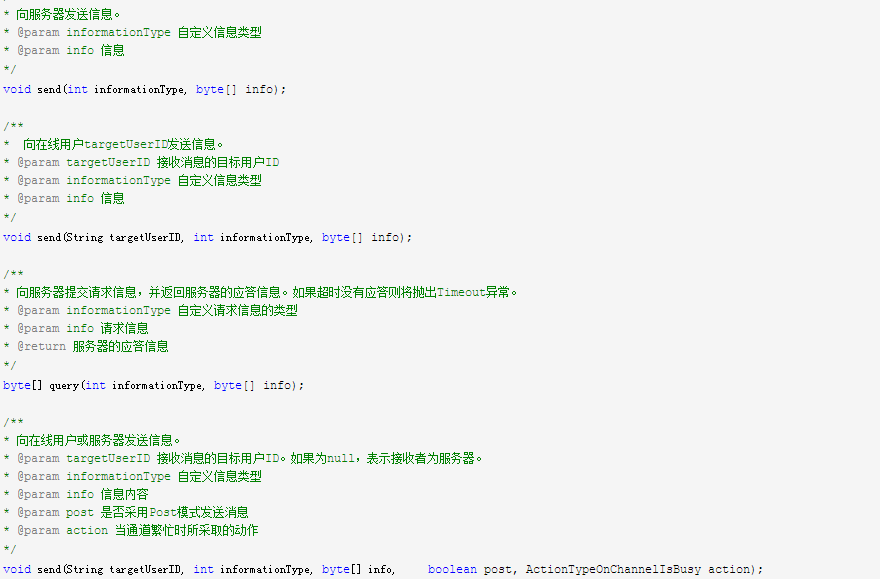 * 向服务器发送信息。
* @param informationType 自定义信息类型
* @param info 信息
*/
void send(int informationType, byte[] info);
/**
*  向在线用户targetUserID发送信息。
* @param targetUserID 接收消息的目标用户ID
* @param informationType 自定义信息类型
* @param info 信息
*/
void send(String targetUserID, int informationType, byte[] info);
/**
* 向服务器提交请求信息，并返回服务器的应答信息。如果超时没有应答则将抛出Timeout异常。
* @param informationType 自定义请求信息的类型
* @param info 请求信息
* @return 服务器的应答信息
*/
byte[] query(int informationType, byte[] info);
/**
* 向在线用户或服务器发送信息。
* @param targetUserID 接收消息的目标用户ID。如果为null，表示接收者为服务器。
* @param informationType 自定义信息类型
* @param info 信息内容
* @param post 是否采用Post模式发送消息
* @param action 当通道繁忙时所采取的动作
*/
void send(String targetUserID, int informationType, byte[] info,    boolean post, ActionTypeOnChannelIsBusy action);